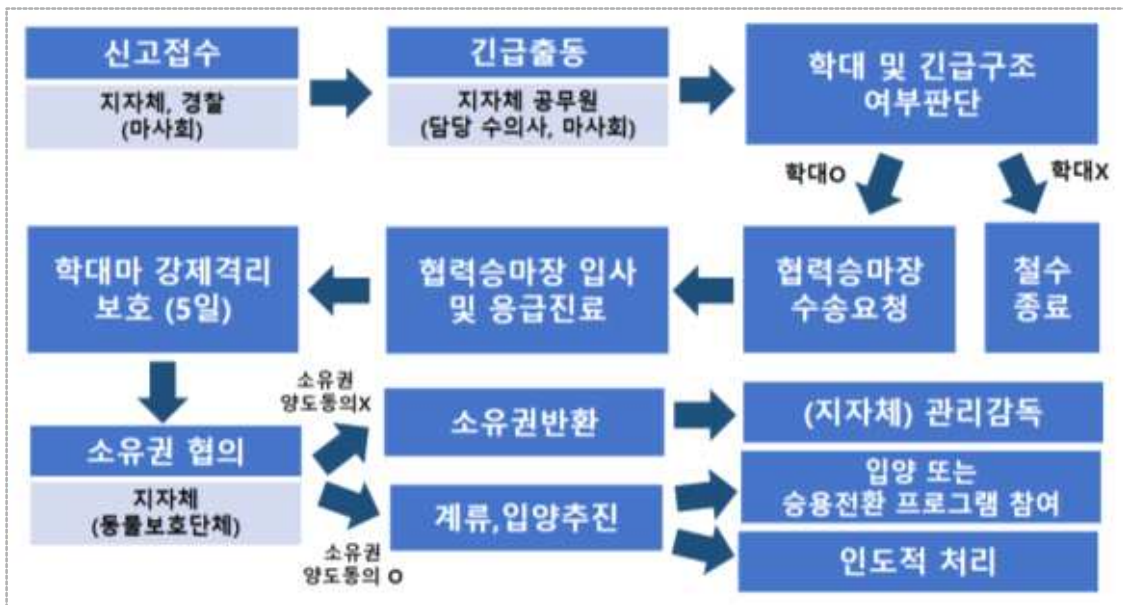 신고접수
지자체, 경찰
(마사회)
긴급출동
지자체 공무원
(담당 수의사, 마사회)
학대 및 긴급구조
여부판단
학대O
학대X
학대마 강제격리
보호 (5일)
협력승마장 입사
및 응급진료
협력승마장
수송요청
철수
종료
소유권
양도동의X
소유권 협의
지자체
(동물보호단체)
소유권반환
(지자체) 관리감독
계류,입양추진
입양 또는
승용전환 프로그램 참여
소유권
양도동의 O
인도적 처리